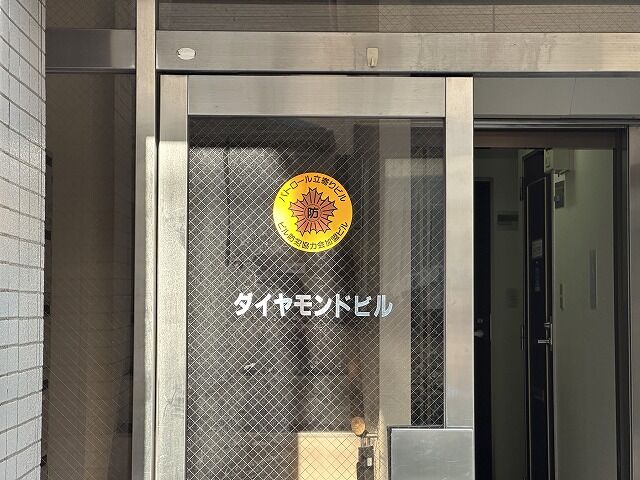 パトロール立寄りビル
防
ビル防犯協力会加盟ビル
ダイヤモンドビル